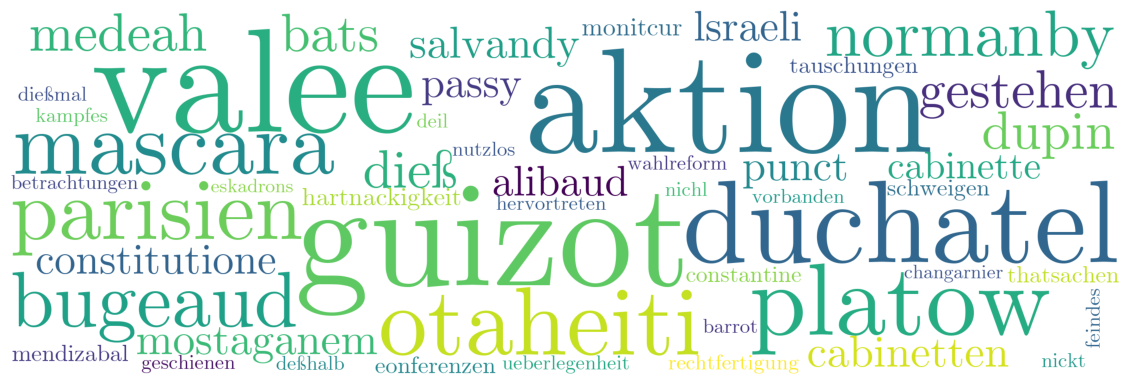 medeah
bats
salvandy
monitcur
lsraeli
normanby
valee
aktion
tauschungen
dießmal
passy
gestehen
kampfes
deil
dupin
mascara
nutzlos
dieß
wahlreform
punct
cabinette
betrachtungen
eskadrons
alibaud
nichl
schweigen
parisien
hartnackigkeit
hervortreten
vorbanden
guizot
duchatel
constitutione
constantine
changarnier
thatsachen
bugeaud
otaheiti
platow
feindes
mostaganem
barrot
mendizabal
geschienen
deßhalb
eonferenzen
ueberlegenheit
rechtfertigung
cabinetten
nickt